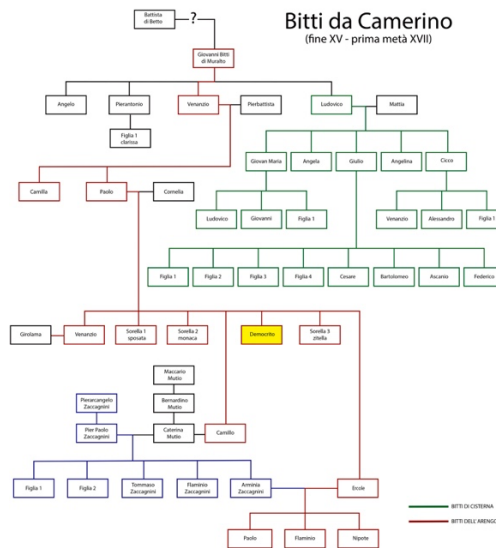 Bitti da Camerino
(fine XV - prima metà XVII)
Battista
di Betto
?
Giovanni Bitti
di Muralto
Angelo
Pierantonio
Venanzio
Pierbattista
Ludovico
Mattia
Figlia 1
clarissa
Giovan Maria
Angela
Giulio
Angelina
Cicco
Camilla
Paolo
Cornelia
Ludovico
Giovanni
Figlia 1
Venanzio
Alessandro
Figlia 1
Figlia 1
Figlia 2
Figlia 3
Figlia 4
Cesare
Bartolomeo
Ascanio
Federico
Girolama
Venanzio
Sorella 1
sposata
Sorella 2
monaca
Democrito
Sorella 3
zitella
Maccario
Mutio
Pierarcangelo
Zaccagnini
Bernardino
Mutio
Pier Paolo
Zaccagnini
Caterina
Mutio
Camillo
Figlia 1
Figlia 2
Tommaso
Zaccagnini
Flaminio
Zaccagnini
Arminia
Zaccagnini
Ercole
BITTI DI CISTERNA
BITTI DELL' ARENGO
Paolo
Flaminio
Nipote